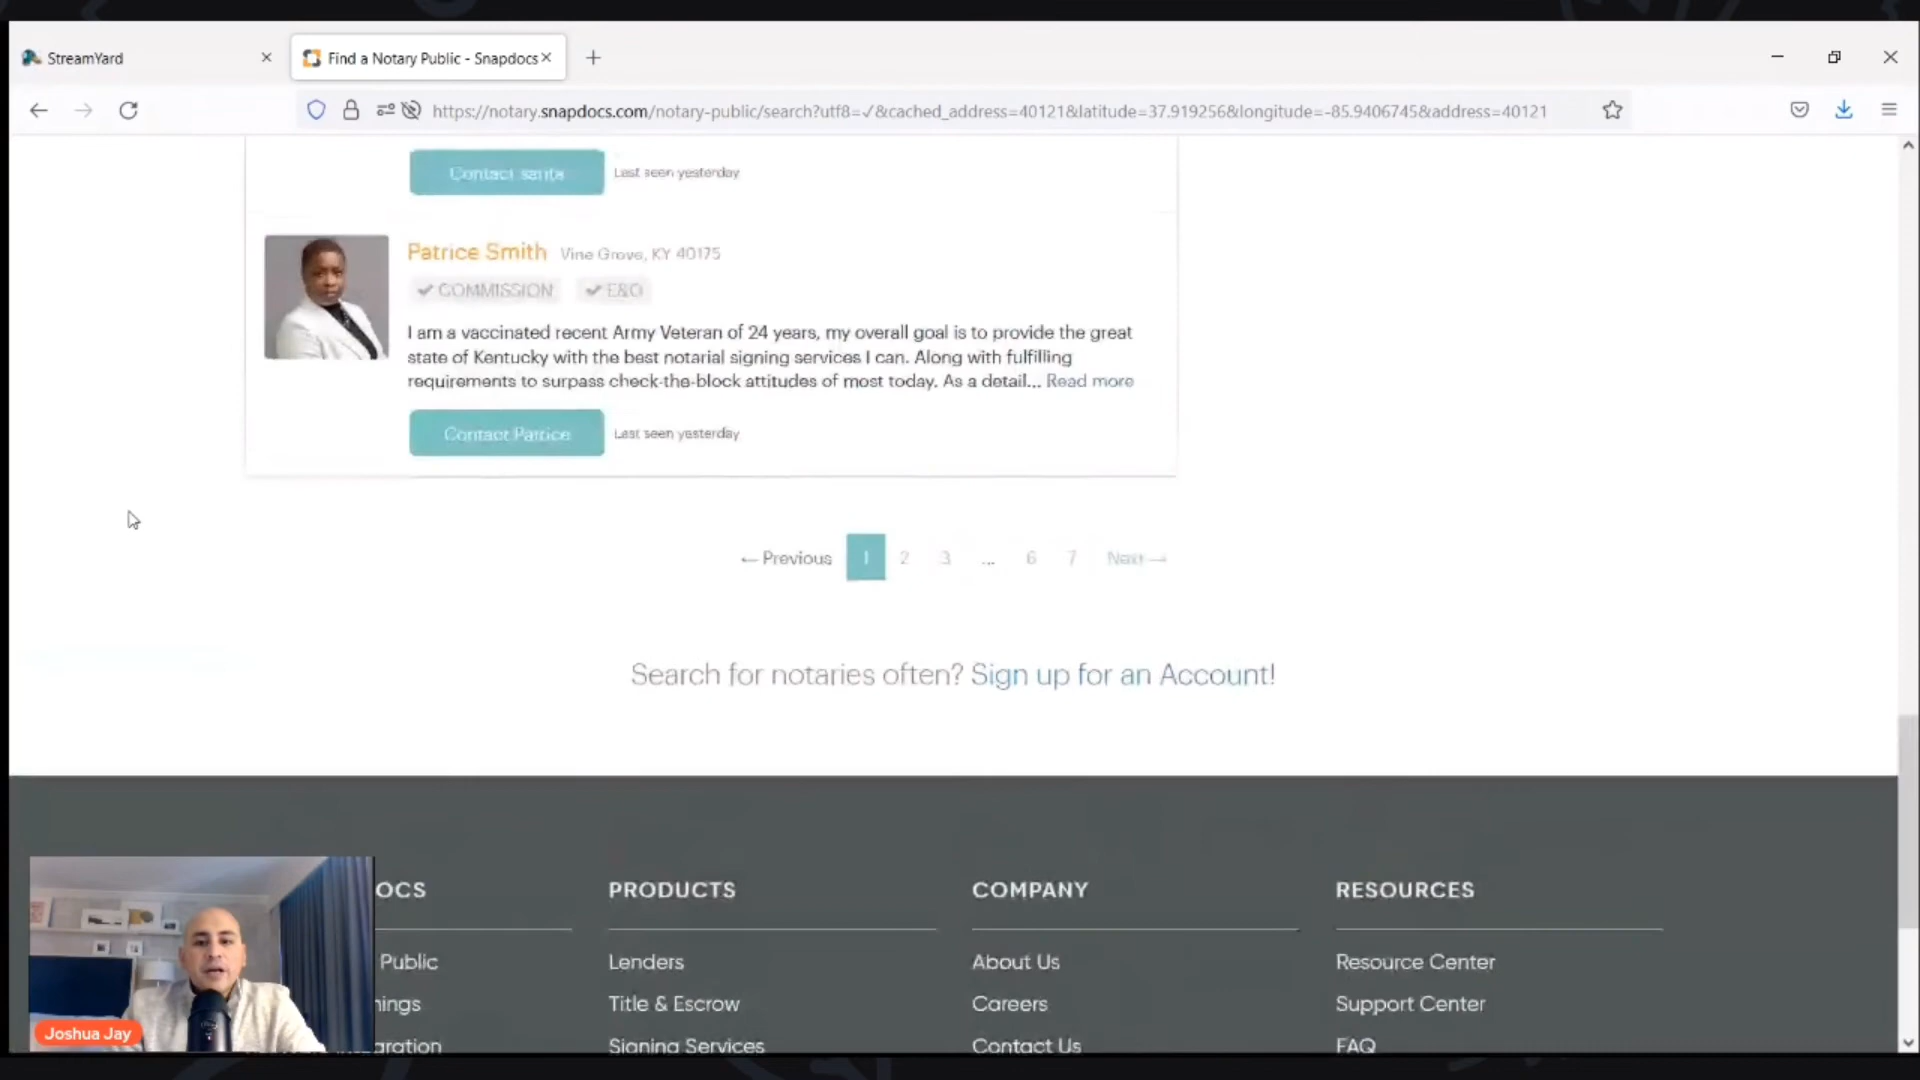 StreamYard
Find a Notary Public - Snapdocs
https://notary.snapdocs.com/notary-public/search?utf8=✓&cached_address=40121&latitude=37.919256&longitude=-85.9406745&address=40121
Contact santa Last seen yesterday
Patrice Smith Vine Grove, KY 40175
✔ COMMISSION ✔ E&O
I am a vaccinated recent Army Veteran of 24 years, my overall goal is to provide the great
state of Kentucky with the best notarial signing services I can. Along with fulfilling
requirements to surpass check-the-block attitudes of most today. As a detail... Read more
Contact Patrice Last seen yesterday
← Previous 1 2 3 ... 6 7 Next →
Search for notaries often? Sign up for an Account!
OCS PRODUCTS COMPANY RESOURCES
Public Lenders About Us Resource Center
nings Title & Escrow Careers Support Center
gration Signing Services Contact Us FAQ
Joshua Jay